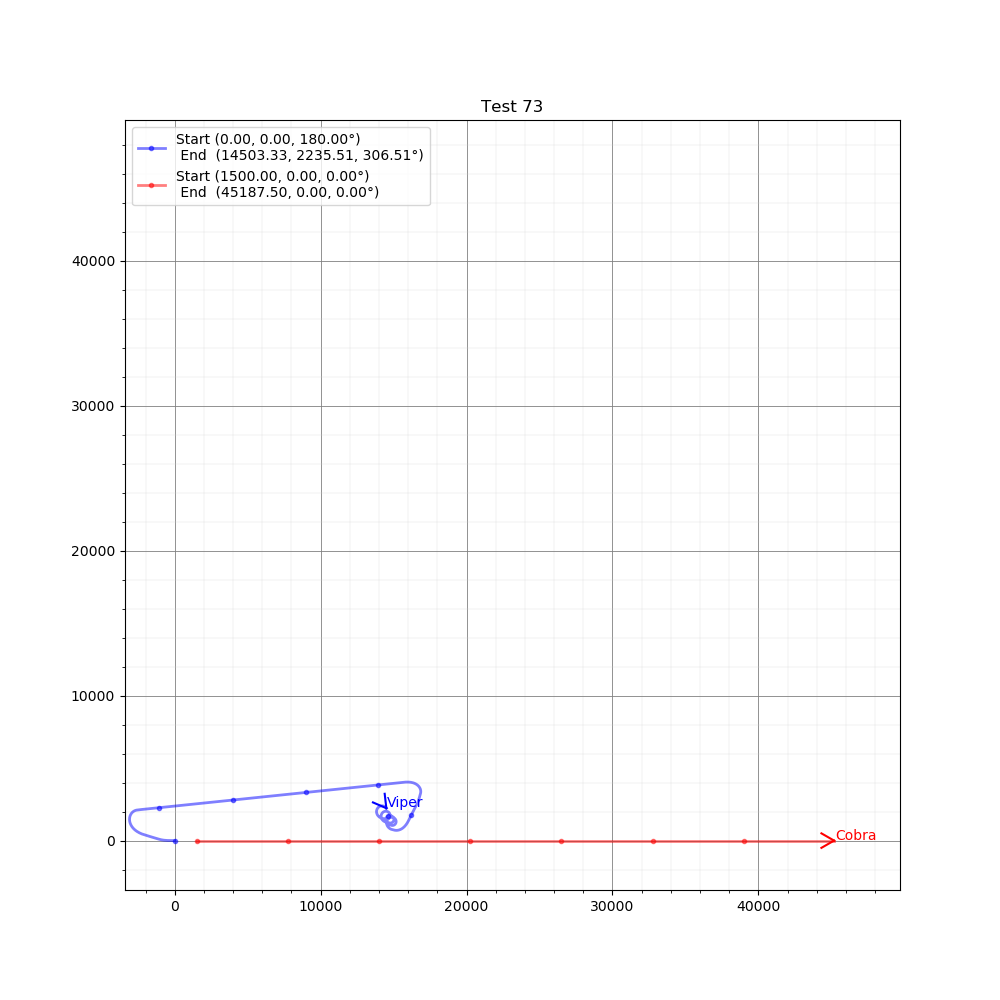 Test 73
Start (0.00, 0.00, 180.00°)
End  (14503.33, 2235.51, 306.51°)
Start (1500.00, 0.00, 0.00°)
End  (45187.50, 0.00, 0.00°)
40000
30000
20000
10000
0
Viper
Cobra
0
10000
20000
30000
40000